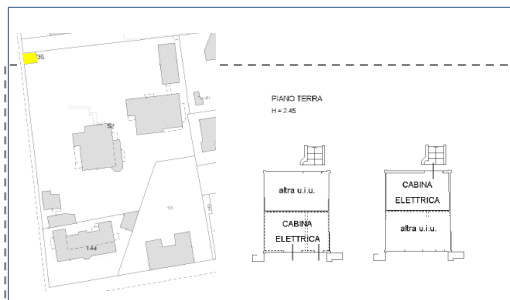 PIANO TERRA
H = 2.45
altra u.i.u.
CABINA
ELETTRICA
CABINA
ELETTRICA
altra u.i.u.
144